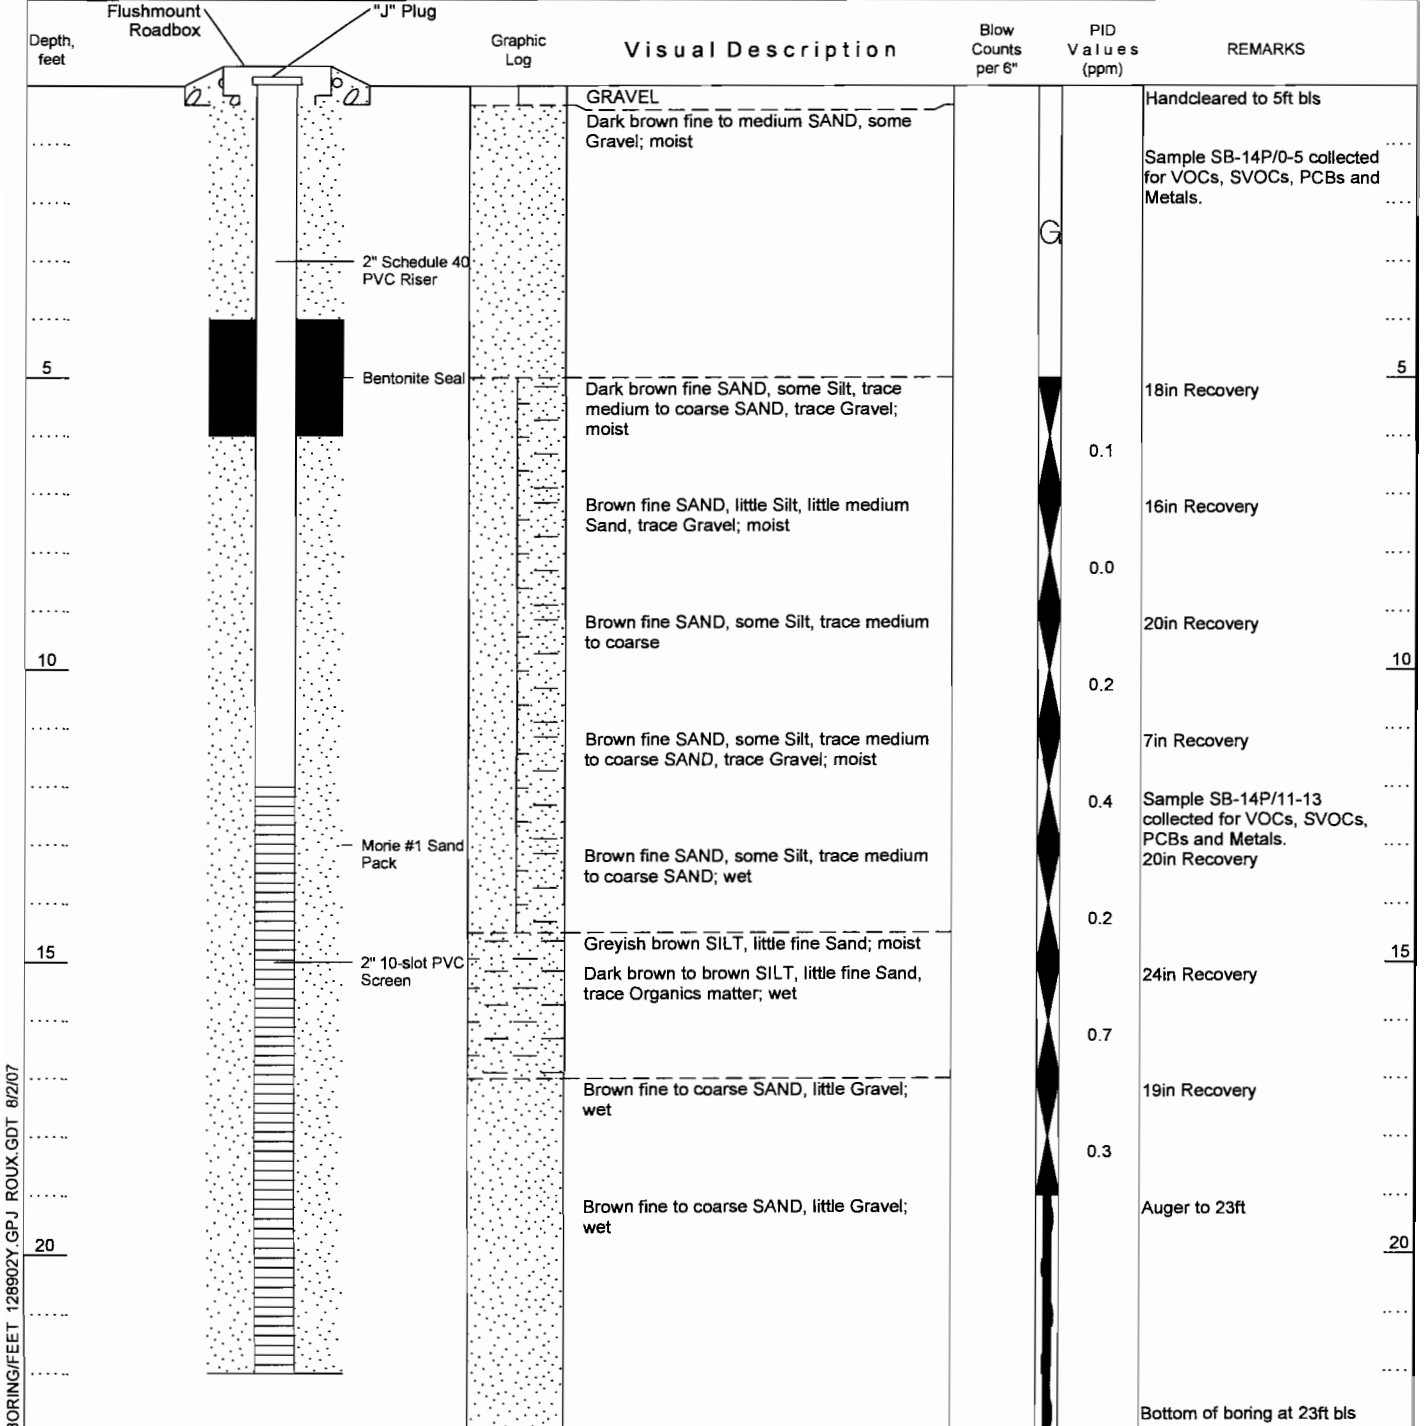 Flushmount
Roadbox
"J" Plug
Depth,
feet
Graphic
Log
Visual Description
Blow
Counts
per 6"
PID
Values
(ppm)
REMARKS
GRAVEL
Handcleared to 5ft bls
Dark brown fine to medium SAND, some
Gravel; moist
Sample SB-14P/0-5 collected
for VOCs, SVOCs, PCBs and
Metals.
G
2" Schedule 40
PVC Riser
5
Bentonite Seal
5
Dark brown fine SAND, some Silt, trace
medium to coarse SAND, trace Gravel;
moist
18in Recovery
0.1
Brown fine SAND, little Silt, little medium
Sand, trace Gravel; moist
16in Recovery
0.0
Brown fine SAND, some Silt, trace medium
to coarse
20in Recovery
10
10
0.2
Brown fine SAND, some Silt, trace medium
to coarse SAND, trace Gravel; moist
7in Recovery
0.4
Sample SB-14P/11-13
collected for VOCs, SVOCs,
PCBs and Metals.
20in Recovery
Morie #1 Sand
Pack
Brown fine SAND, some Silt, trace medium
to coarse SAND; wet
0.2
Greyish brown SILT, little fine Sand; moist
15
2" 10-slot PVC
Screen
15
Dark brown to brown SILT, little fine Sand,
trace Organics matter; wet
24in Recovery
0.7
Brown fine to coarse SAND, little Gravel;
wet
19in Recovery
0.3
Brown fine to coarse SAND, little Gravel;
wet
Auger to 23ft
20
20
Bottom of boring at 23ft bls
BORING/FEET 128902Y.GPJ ROUX.GDT 8/2/07